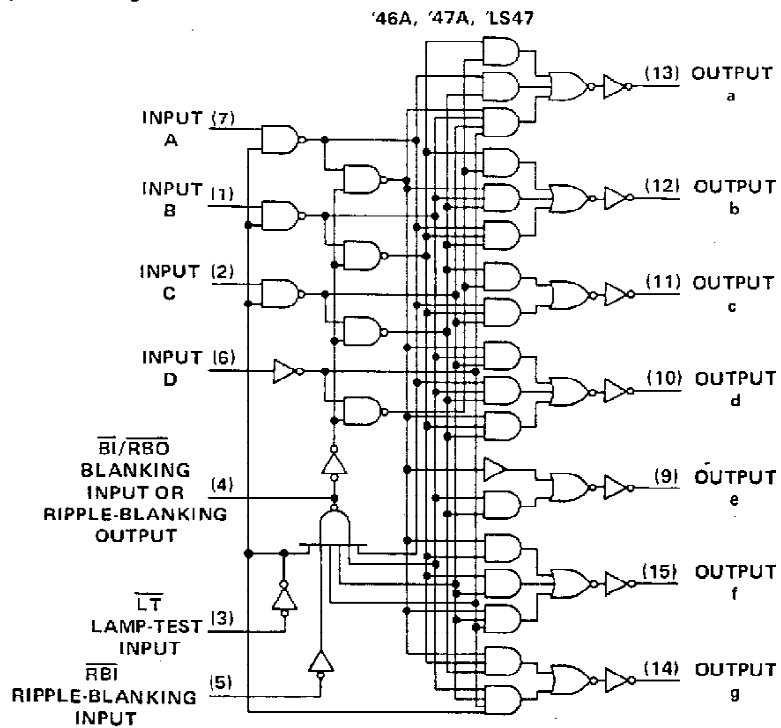 '46A, '47A, 'LS47
INPUT (7)
A
INPUT (1)
B
INPUT (2)
C
INPUT (6)
D
BI/RBO
BLANKING (4)
INPUT OR
RIPPLE-BLANKING
OUTPUT
LT
LAMP-TEST (3)
INPUT
RBI
RIPPLE-BLANKING (5)
INPUT
(13) OUTPUT
a
(12) OUTPUT
b
(11) OUTPUT
c
(10) OUTPUT
d
(9) OUTPUT
e
(15) OUTPUT
f
(14) OUTPUT
g